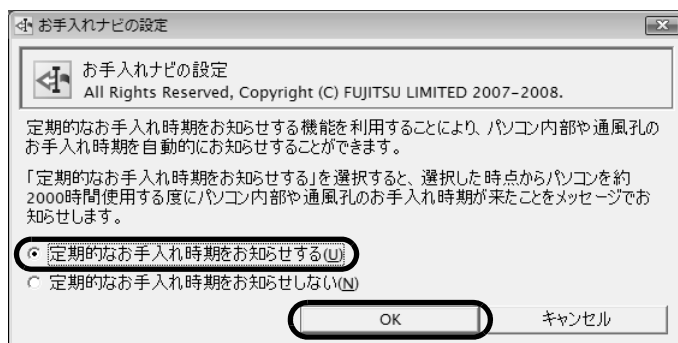 お手入れナビの設定
お手入れナビの設定
All Rights Reserved, Copyright (C) FUJITSU LIMITED 2007-2008.
定期的なお手入れ時期をお知らせする機能を利用することにより、パソコン内部や通風孔の
お手入れ時期を自動的にお知らせすることができます。
「定期的なお手入れ時期をお知らせする」を選択すると、選択した時点からパソコンを約
2000時間使用する度にパソコン内部や通風孔のお手入れ時期が来たことをメッセージでお
知らせします。
定期的なお手入れ時期をお知らせする(U)
定期的なお手入れ時期をお知らせしない(N)
OK キャンセル